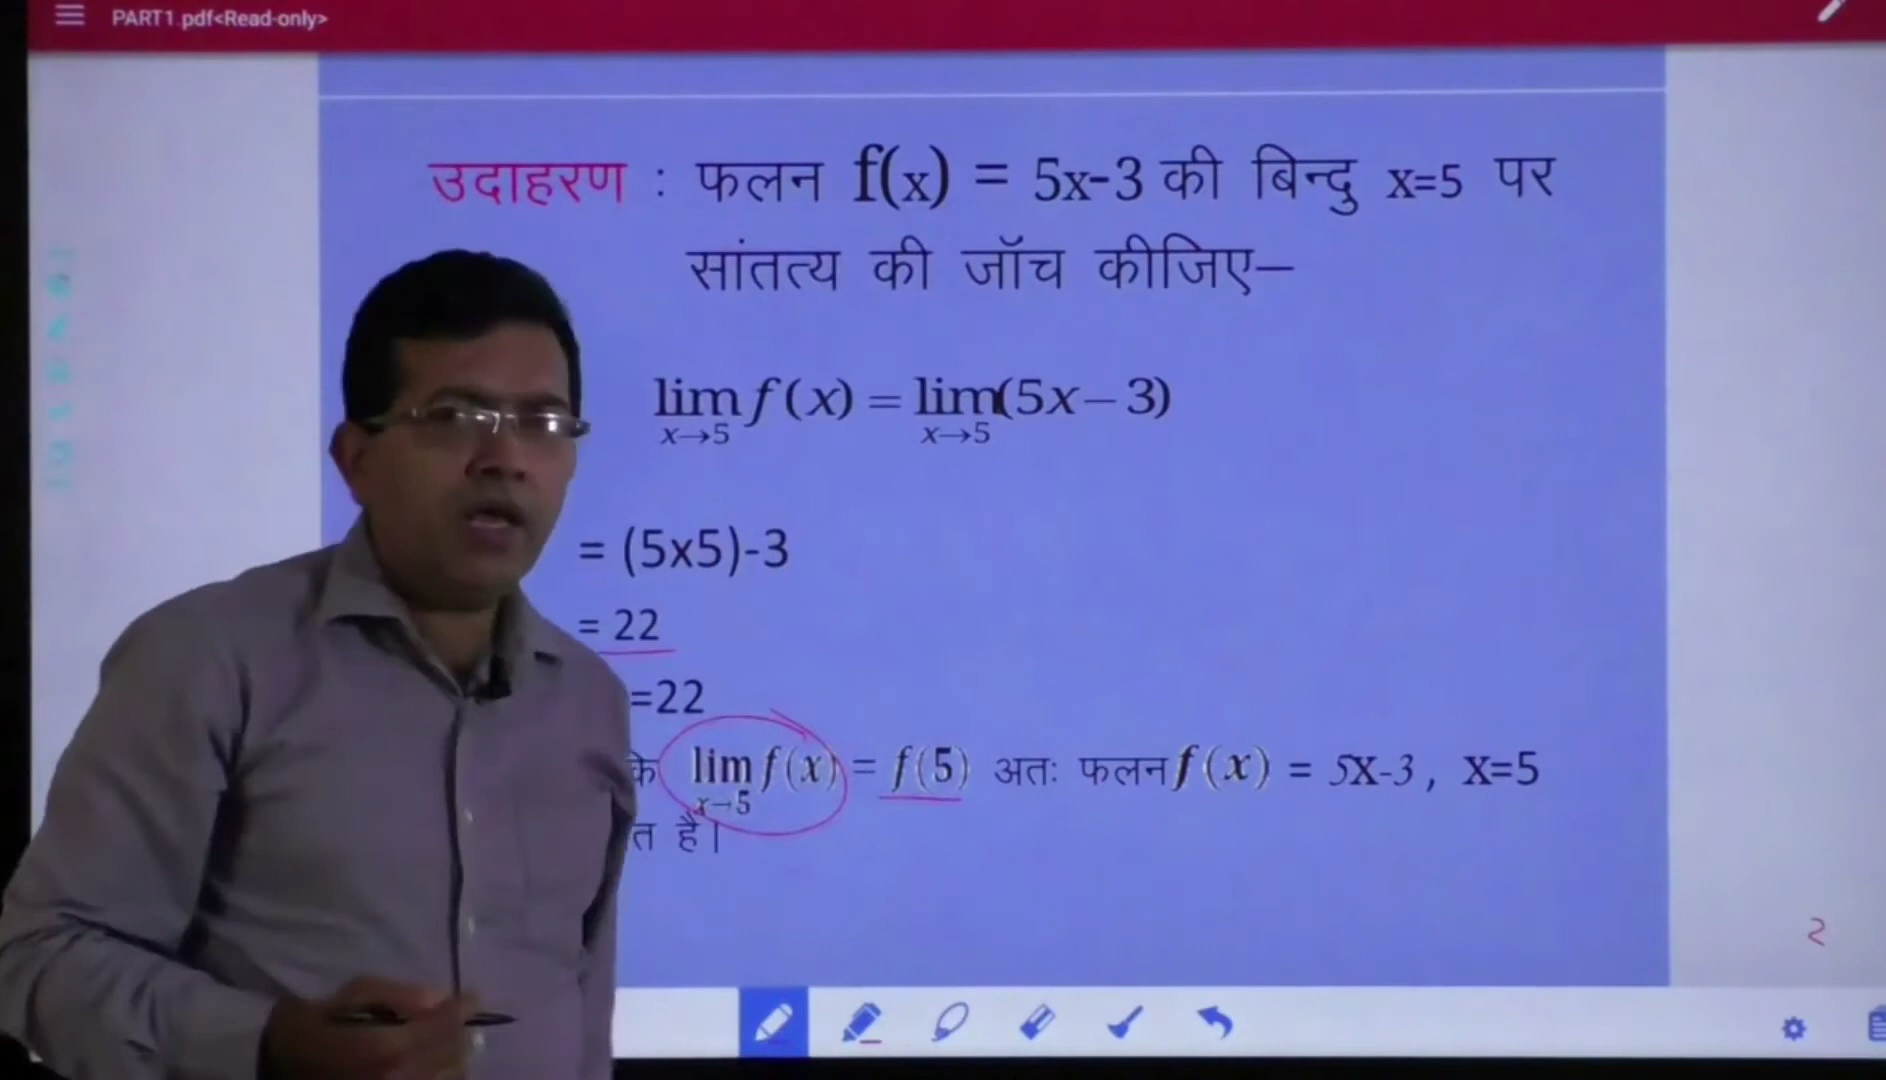 PART1.pdf<Read-only>
उदाहरण : फलन f(x) = 5x-3 की बिन्दु x=5 पर
सांतत्य की जॉच कीजिए–
lim f(x) = lim(5x – 3)
x→5 x→5
= (5x5)-3
= 22
=22
कि lim f(x) = f(5) अतः फलन f(x) = 5X-3 , X=5
x→5
त है।
2